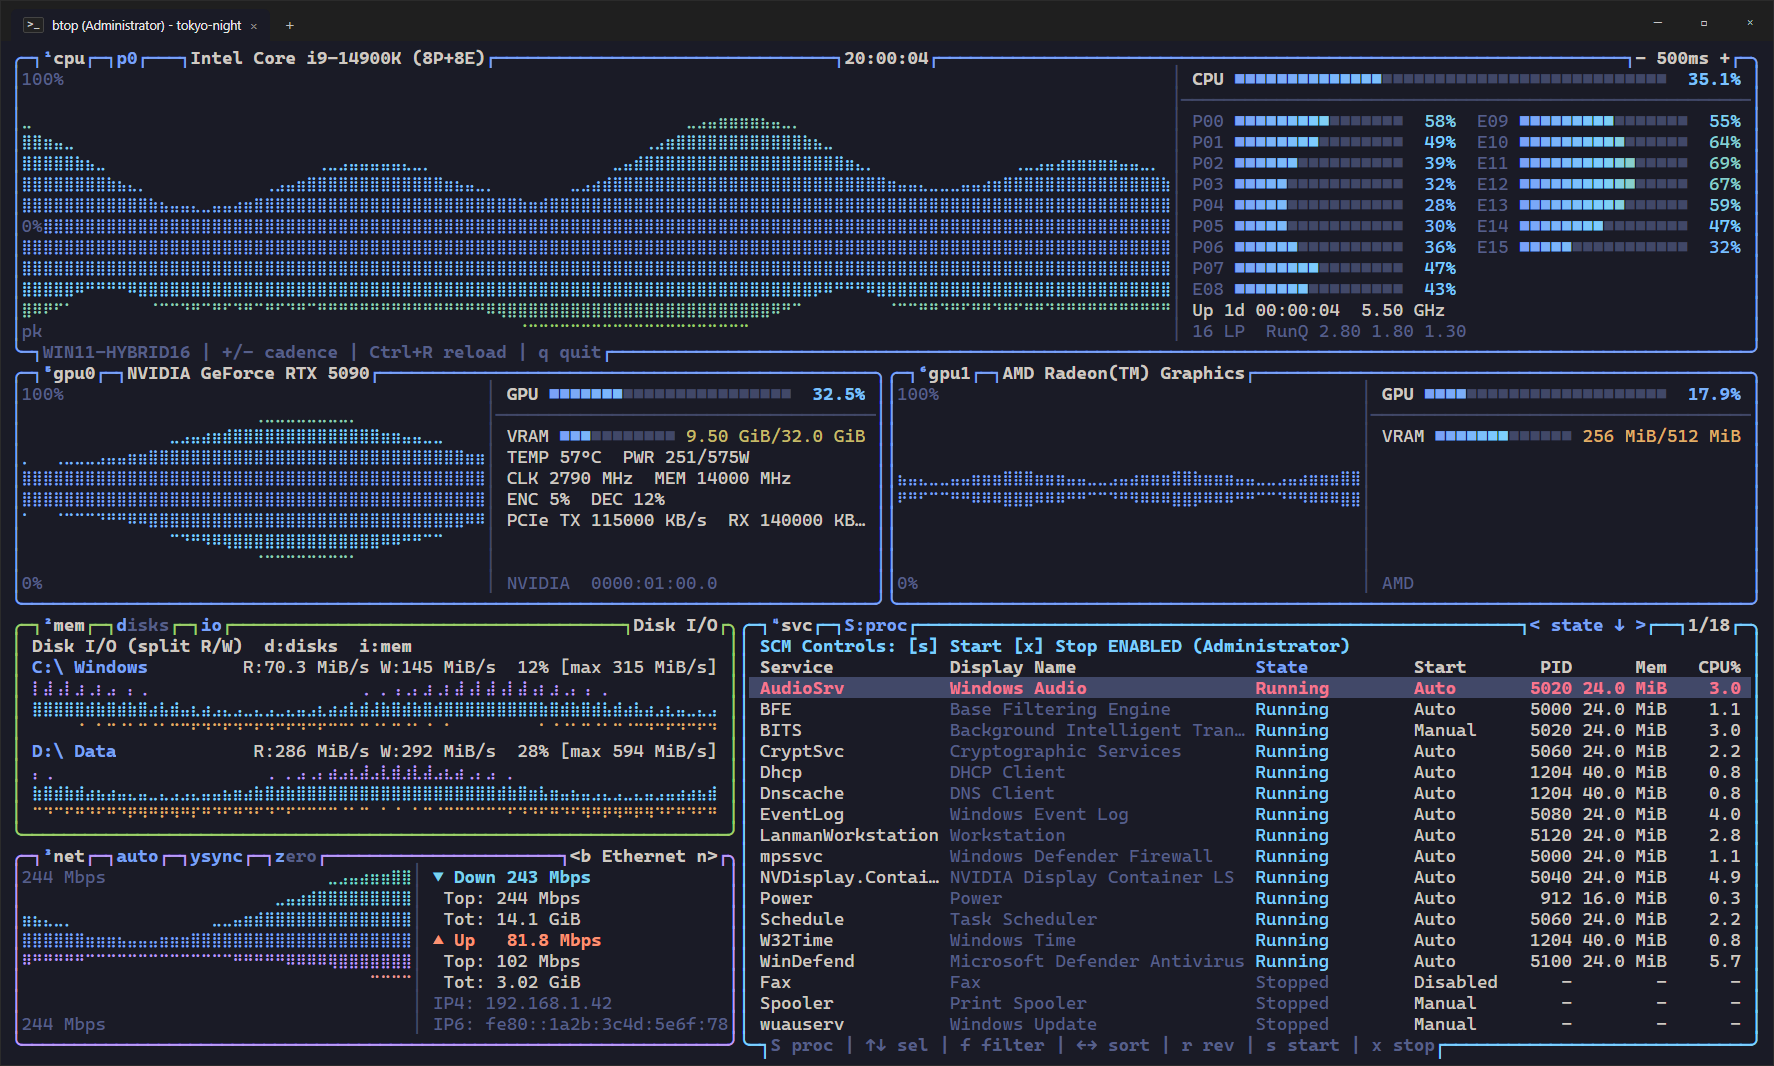 btop (Administrator) - tokyo-night × +
¹cpu p0 Intel Core i9-14900K (8P+8E) 20:00:04 - 500ms +
100%
CPU 35.1%
P00 58% E09 55%
P01 49% E10 64%
P02 39% E11 69%
P03 32% E12 67%
P04 28% E13 59%
0% P05 30% E14 47%
P06 36% E15 32%
P07 47%
E08 43%
Up 1d 00:00:04 5.50 GHz
pk 16 LP RunQ 2.80 1.80 1.30
WIN11-HYBRID16 | +/- cadence | Ctrl+R reload | q quit
⁵gpu0 NVIDIA GeForce RTX 5090
100%
GPU 32.5%
VRAM 9.50 GiB/32.0 GiB
TEMP 57°C PWR 251/575W
CLK 2790 MHz MEM 14000 MHz
ENC 5% DEC 12%
PCIe TX 115000 KB/s RX 140000 KB…
0% NVIDIA 0000:01:00.0
⁶gpu1 AMD Radeon(TM) Graphics
100%
GPU 17.9%
VRAM 256 MiB/512 MiB
0% AMD
²mem disks io Disk I/O
Disk I/O (split R/W) d:disks i:mem
C:\ Windows R:70.3 MiB/s W:145 MiB/s 12% [max 315 MiB/s]
D:\ Data R:286 MiB/s W:292 MiB/s 28% [max 594 MiB/s]
³net auto ysync zero <b Ethernet n>
244 Mbps
▼ Down 243 Mbps
Top: 244 Mbps
Tot: 14.1 GiB
▲ Up 81.8 Mbps
Top: 102 Mbps
Tot: 3.02 GiB
IP4: 192.168.1.42
244 Mbps IP6: fe80::1a2b:3c4d:5e6f:78
⁴svc S:proc < state ↓ > 1/18
SCM Controls: [s] Start [x] Stop ENABLED (Administrator)
Service Display Name State Start PID Mem CPU%
AudioSrv Windows Audio Running Auto 5020 24.0 MiB 3.0
BFE Base Filtering Engine Running Auto 5000 24.0 MiB 1.1
BITS Background Intelligent Tran… Running Manual 5020 24.0 MiB 3.0
CryptSvc Cryptographic Services Running Auto 5060 24.0 MiB 2.2
Dhcp DHCP Client Running Auto 1204 40.0 MiB 0.8
Dnscache DNS Client Running Auto 1204 40.0 MiB 0.8
EventLog Windows Event Log Running Auto 5080 24.0 MiB 4.0
LanmanWorkstation Workstation Running Auto 5120 24.0 MiB 2.8
mpssvc Windows Defender Firewall Running Auto 5000 24.0 MiB 1.1
NVDisplay.Contai… NVIDIA Display Container LS Running Auto 5040 24.0 MiB 4.9
Power Power Running Auto 912 16.0 MiB 0.3
Schedule Task Scheduler Running Auto 5060 24.0 MiB 2.2
W32Time Windows Time Running Auto 1204 40.0 MiB 0.8
WinDefend Microsoft Defender Antivirus Running Auto 5100 24.0 MiB 5.7
Fax Fax Stopped Disabled - - -
Spooler Print Spooler Stopped Manual - - -
wuauserv Windows Update Stopped Manual - - -
S proc | ↑↓ sel | f filter | ←→ sort | r rev | s start | x stop